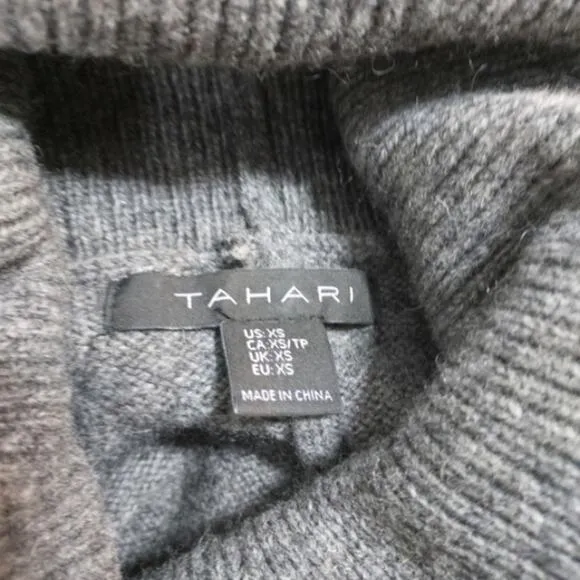 TAHARI
US:XS
CA:XS/TP
UK:XS
EU:XS
MADE IN CHINA